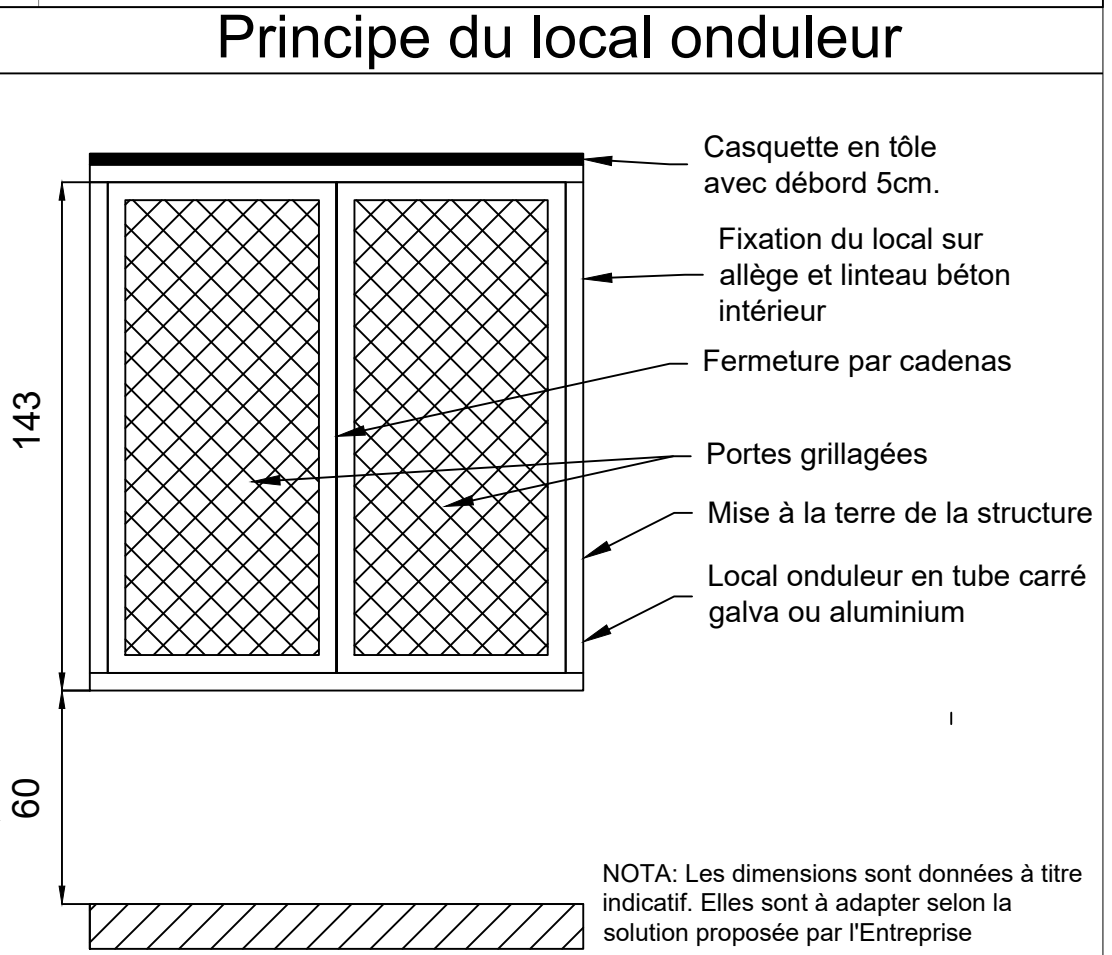 Principe du local onduleur
Casquette en tôle
avec débord 5cm.
Fixation du local sur
allège et linteau béton
intérieur
Fermeture par cadenas
143
Portes grillagées
Mise à la terre de la structure
Local onduleur en tube carré
galva ou aluminium
60
NOTA: Les dimensions sont données à titre
indicatif. Elles sont à adapter selon la
solution proposée par l'Entreprise